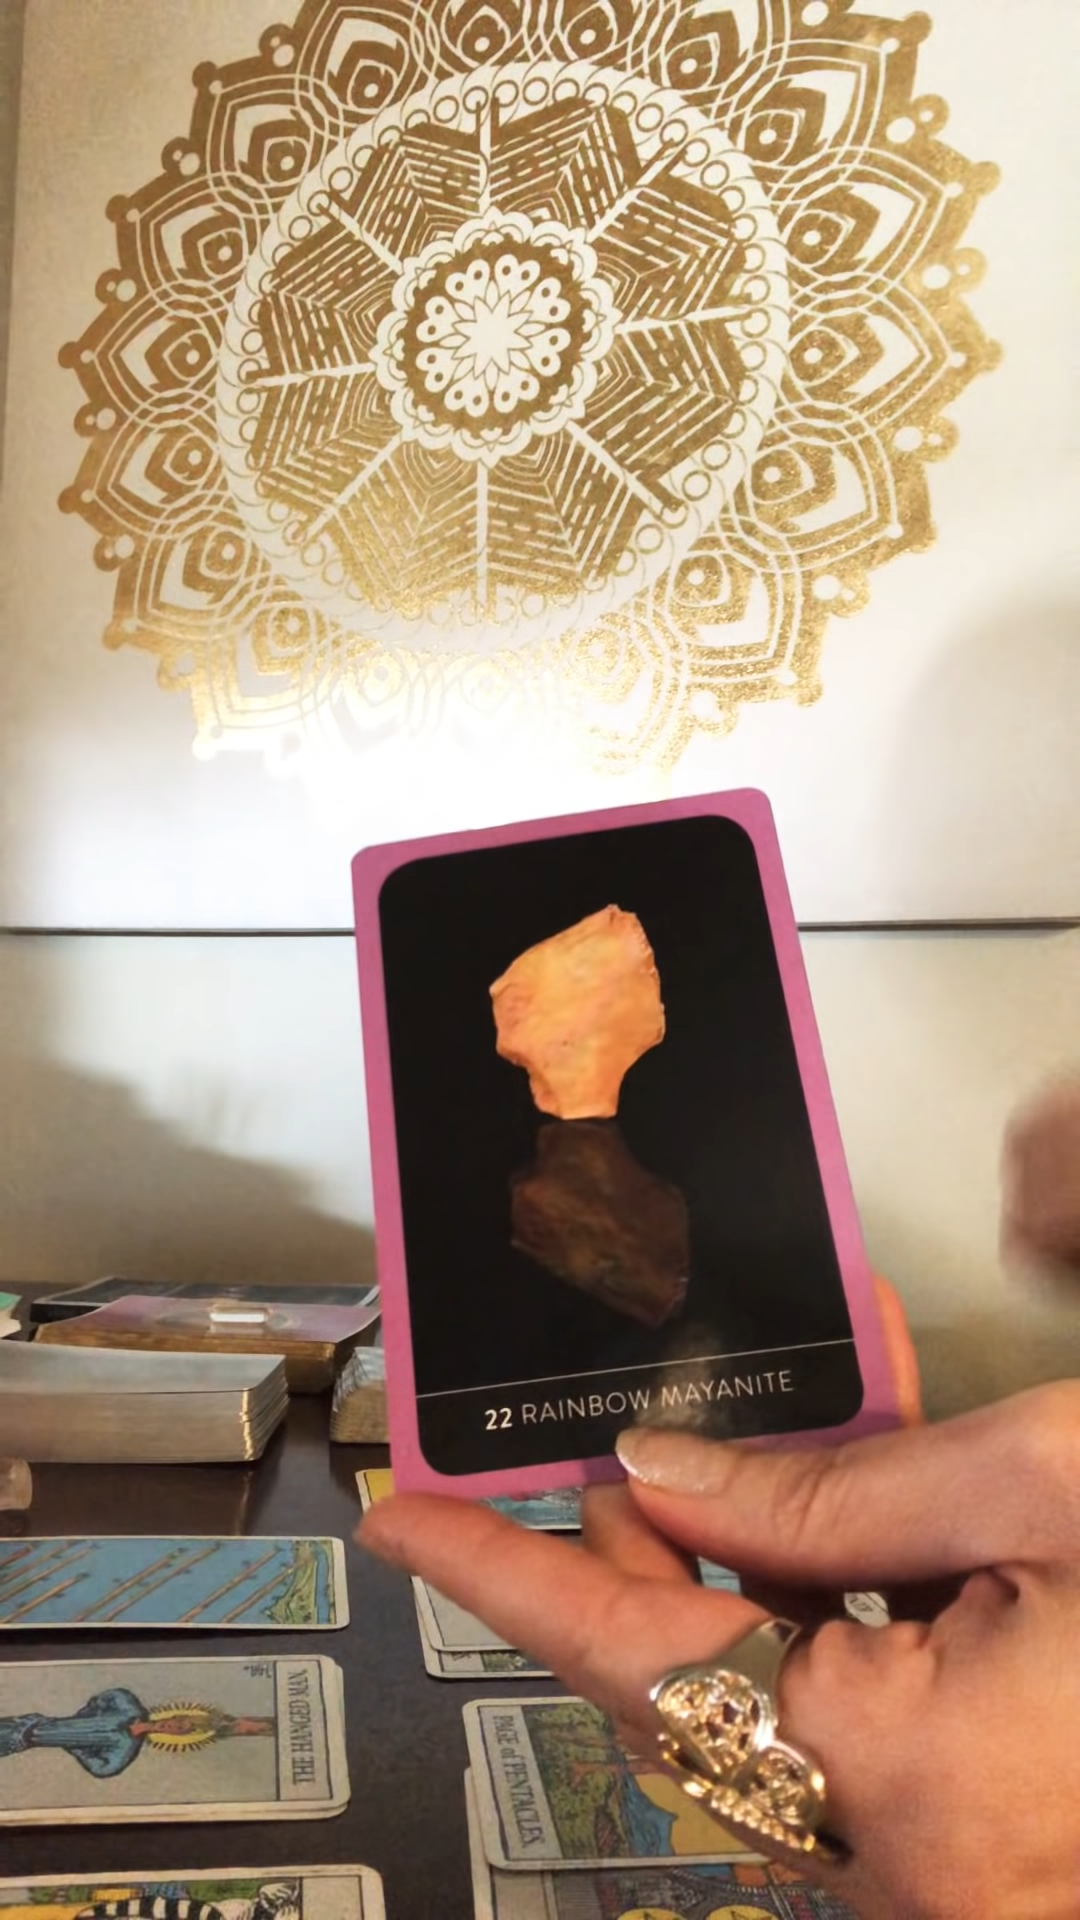 22 RAINBOW MAYANITE
THE HANGED MAN.
PAGE of PENTACLES.